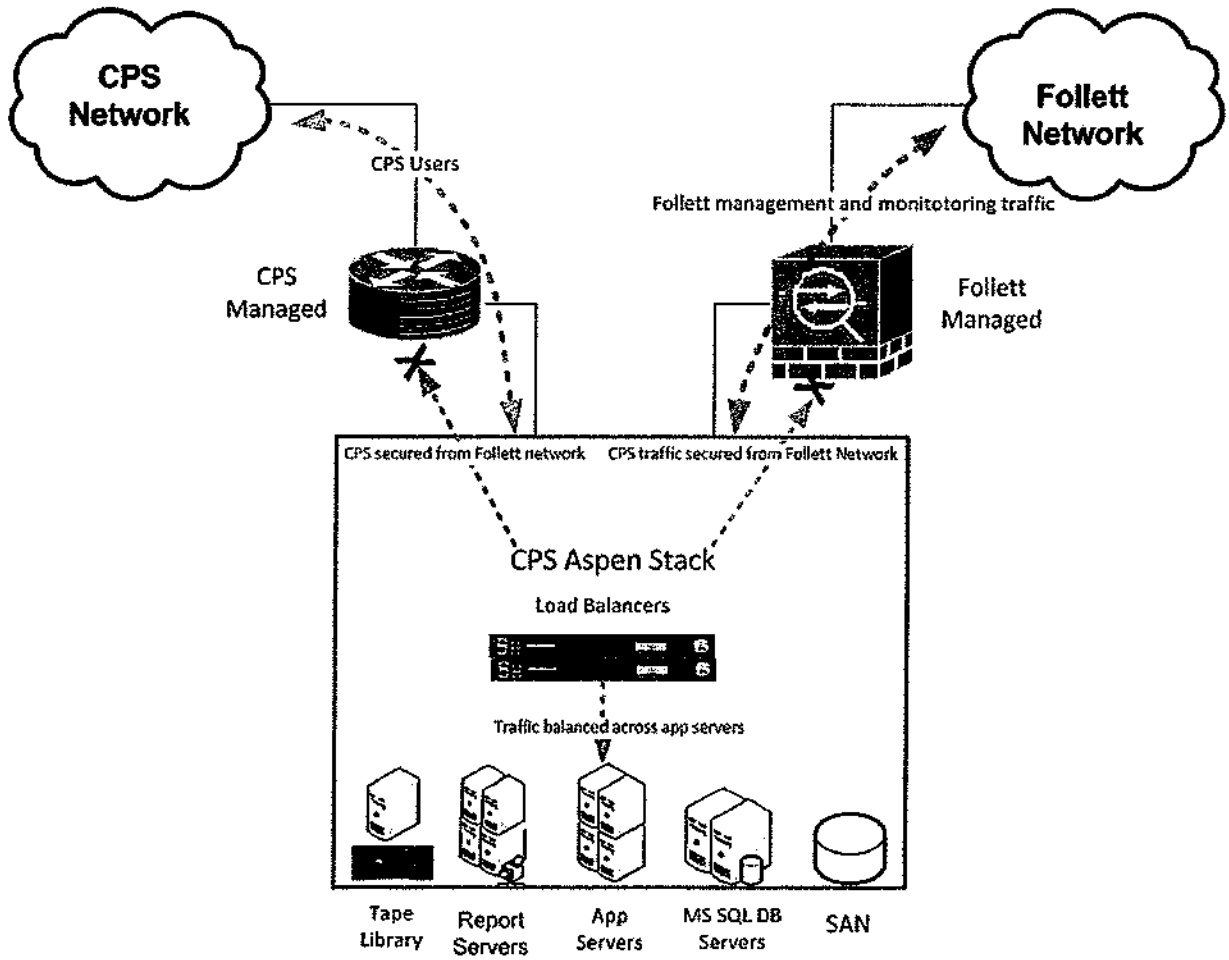 CPS
Network
Follett
Network
CPS Users
Follett management and monitotoring traffic
CPS
Managed
Follett
Managed
CPS secured from Follett network
CPS traffic secured from Follett Network
CPS Aspen Stack
Load Balancers
Traffic balanced across app servers
Tape
Library
Report
Servers
App
Servers
MS SQL DB
Servers
SAN